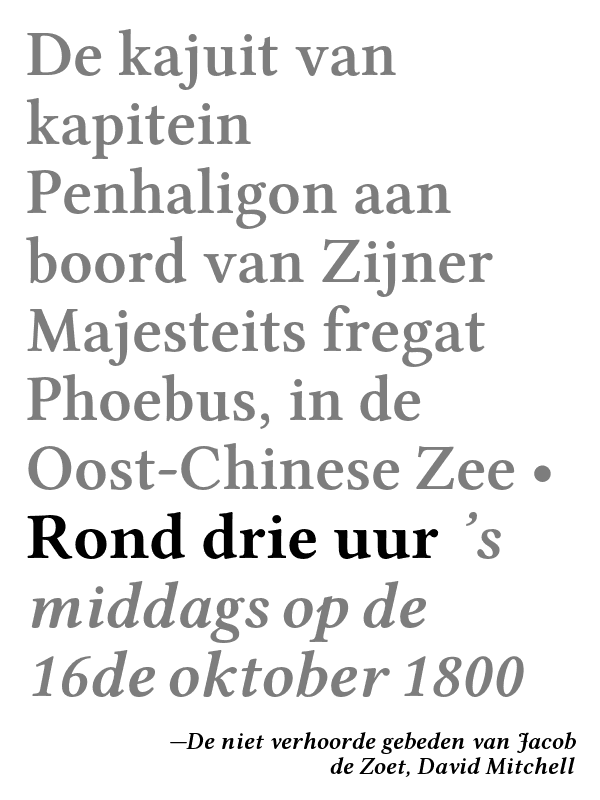 De kajuit van
kapitein
Penhaligon aan
boord van Zijner
Majesteits fregat
Phoebus, in de
Oost-Chinese Zee •
Rond drie uur ’s
middags op de
16de oktober 1800
—De niet verhoorde gebeden van Jacob
de Zoet, David Mitchell